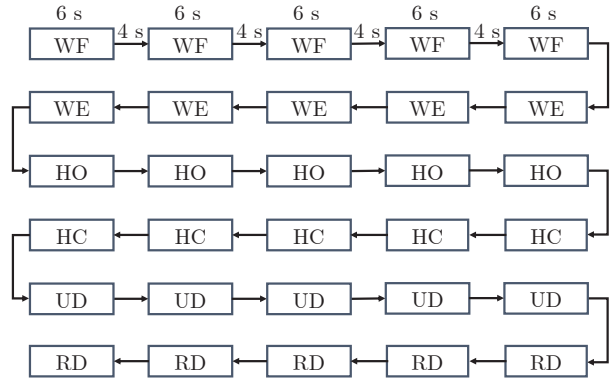 6 s 6 s 6 s 6 s 6 s
4 s 4 s 4 s 4 s
WF WF WF WF WF
WE WE WE WE WE
HO HO HO HO HO
HC HC HC HC HC
UD UD UD UD UD
RD RD RD RD RD